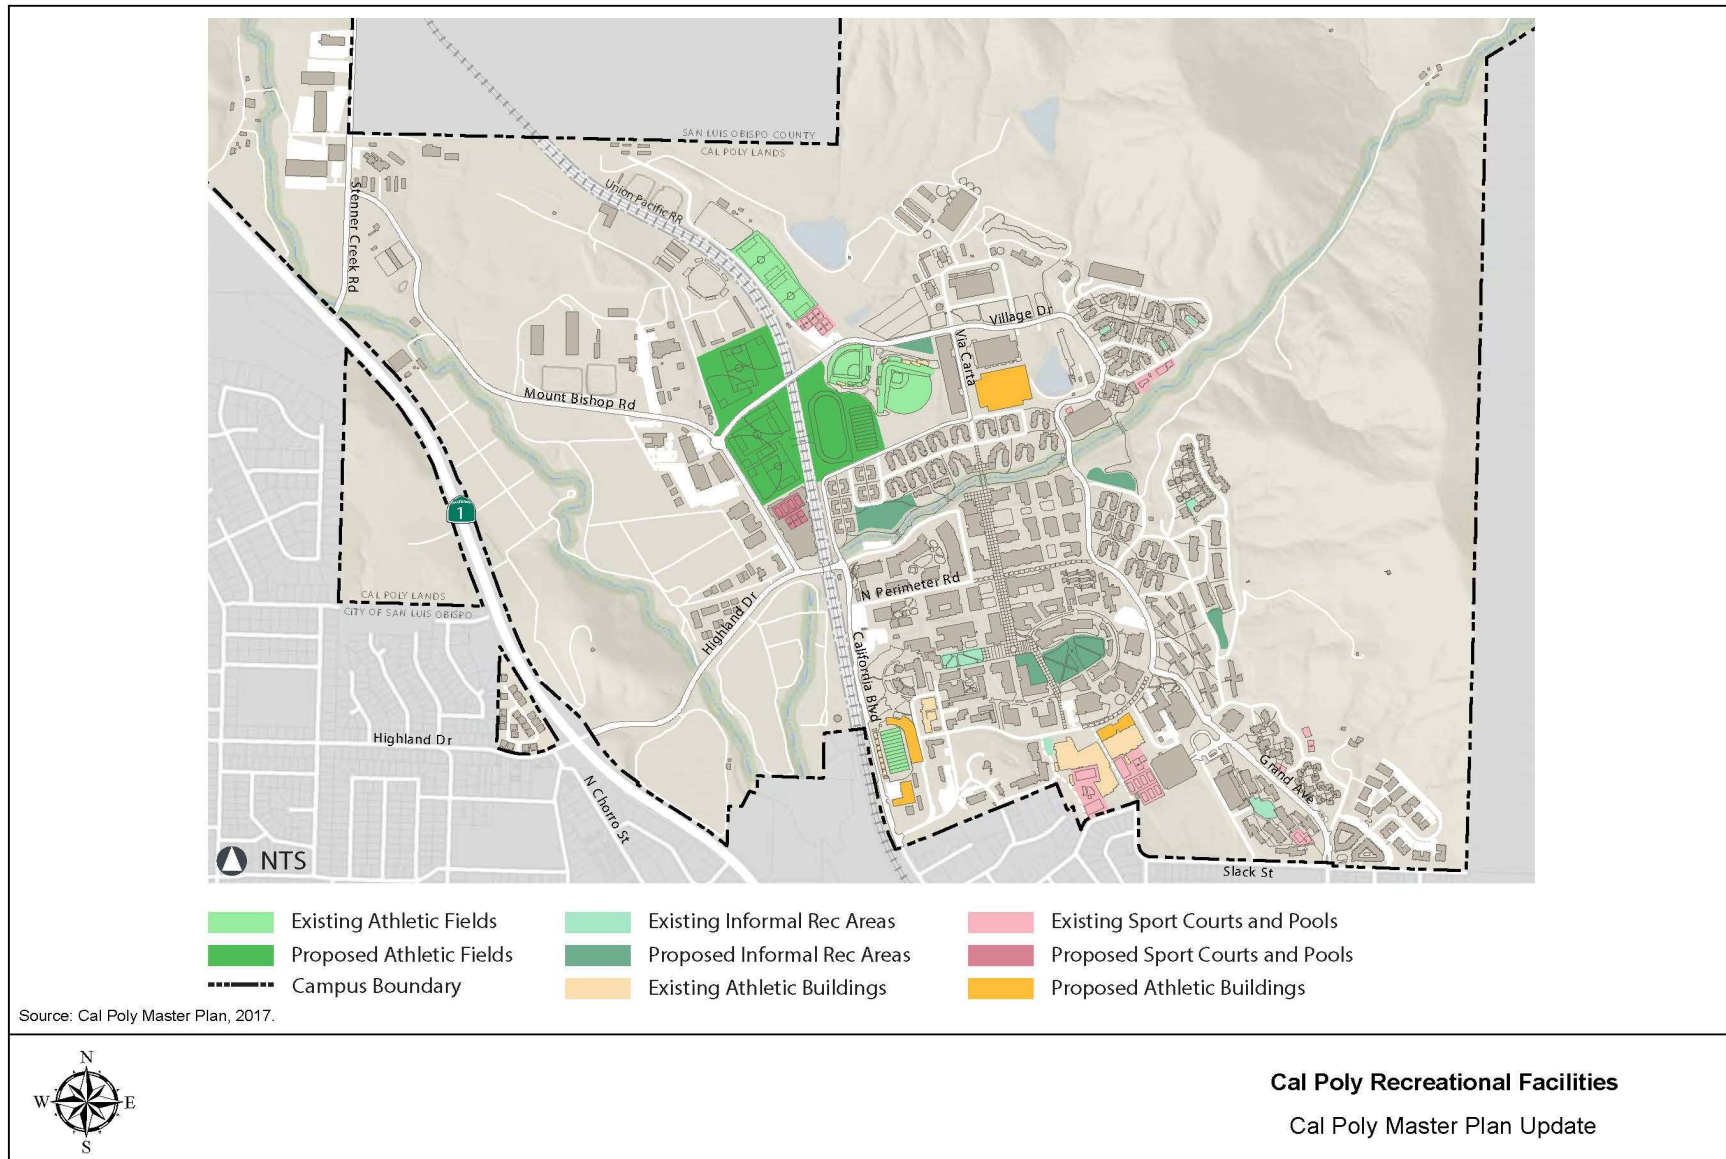 SAN LUIS OBISPO COUNTY
CAL POLY LANDS
Union Pacific RR
Stenner Creek Rd
Village Dr
Via Carta
Mount Bishop Rd
1
CAL POLY LANDS
CITY OF SAN LUIS OBISPO
N Perimeter Rd
Highland Dr
California Blvd
Highland Dr
N Chorro St
Grand Ave
Slack St
NTS
Existing Athletic Fields
Existing Informal Rec Areas
Existing Sport Courts and Pools
Proposed Athletic Fields
Proposed Informal Rec Areas
Proposed Sport Courts and Pools
Campus Boundary
Existing Athletic Buildings
Proposed Athletic Buildings
Source: Cal Poly Master Plan, 2017.
N
W E
S
Cal Poly Recreational Facilities
Cal Poly Master Plan Update